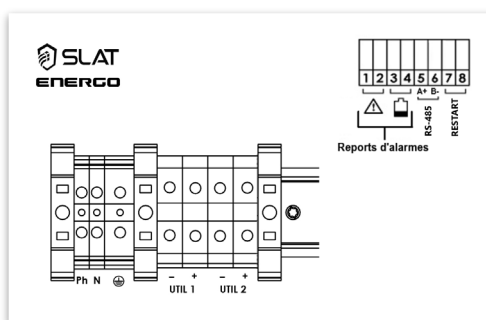 SLAT
ENERGO
1 2 3 4 5 6 7 8
A+ B-
RS-485
RESTART
Reports d'alarmes
Ph N
- + - +
UTIL 1 UTIL 2